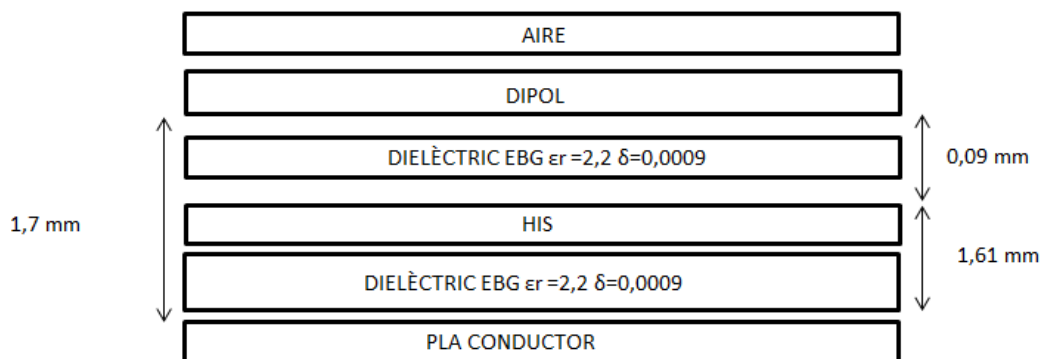 AIRE
DIPOL
DIELÈCTRIC EBG εr =2,2 δ=0,0009
0,09 mm
1,7 mm
HIS
1,61 mm
DIELÈCTRIC EBG εr =2,2 δ=0,0009
PLA CONDUCTOR